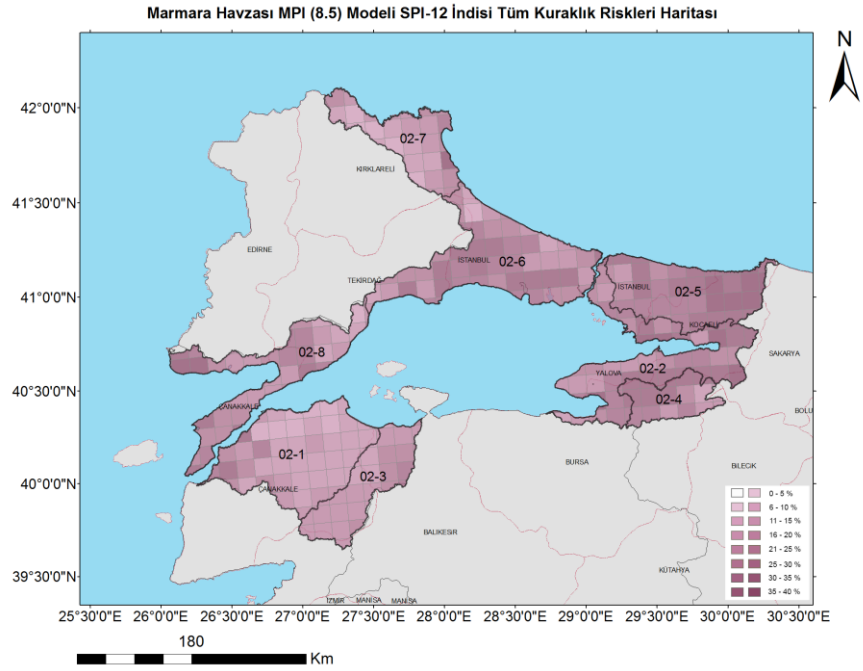 Marmara Havzası MPI (8.5) Modeli SPI-12 İndisi Tüm Kuraklık Riskleri Haritası
N
42°0'0"N
41°30'0"N
41°0'0"N
40°30'0"N
40°0'0"N
39°30'0"N
02-7
KIRKLARELİ
EDİRNE
İSTANBUL
02-6
TEKİRDAĞ
İSTANBUL
02-5
KOCAELİ
02-8
SAKARYA
02-2
YALOVA
02-4
ÇANAKKALE
BOLU
02-1
02-3
ÇANAKKALE
BURSA
BİLECİK
BALIKESİR
KÜTAHYA
İZMİR
MANİSA
MANİSA
0 - 5 %
6 - 10 %
11 - 15 %
16 - 20 %
21 - 25 %
25 - 30 %
30 - 35 %
35 - 40 %
25°30'0"E 26°0'0"E 26°30'0"E 27°0'0"E 27°30'0"E 28°0'0"E 28°30'0"E 29°0'0"E 29°30'0"E 30°0'0"E 30°30'0"E
180
Km